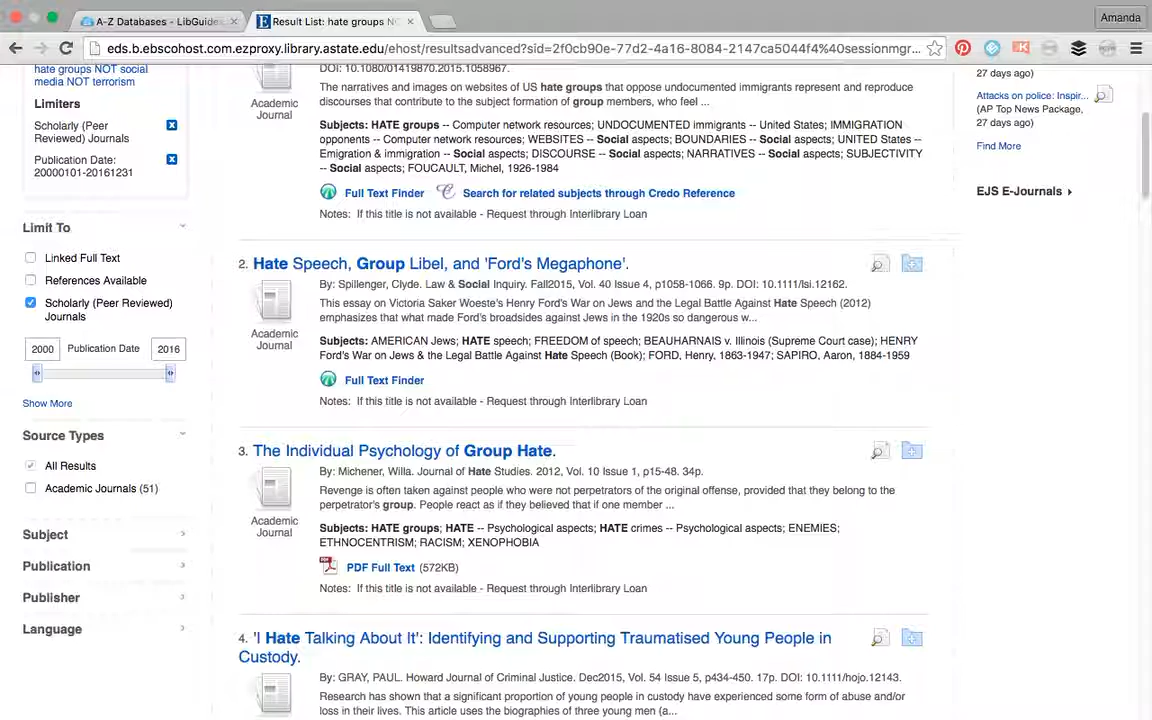 A-Z Databases - LibGuides
Result List: hate groups NO
Amanda
eds.b.ebscohost.com.ezproxy.library.astate.edu/ehost/resultsadvanced?sid=2f0cb90e-77d2-4a16-8084-2147ca5044f4%40sessionmgr...
hate groups NOT social
media NOT terrorism
Limiters
Scholarly (Peer
Reviewed) Journals
Publication Date:
20000101-20161231
Limit To
Linked Full Text
References Available
Scholarly (Peer Reviewed)
Journals
2000 Publication Date 2016
Show More
Source Types
All Results
Academic Journals (51)
Subject
Publication
Publisher
Language
DOI: 10.1080/01419870.2015.1058967.
Academic
Journal
The narratives and images on websites of US hate groups that oppose undocumented immigrants represent and reproduce
discourses that contribute to the subject formation of group members, who feel ...
Subjects: HATE groups -- Computer network resources; UNDOCUMENTED immigrants -- United States; IMMIGRATION
opponents -- Computer network resources; WEBSITES -- Social aspects; BOUNDARIES -- Social aspects; UNITED States --
Emigration & immigration -- Social aspects; DISCOURSE -- Social aspects; NARRATIVES -- Social aspects; SUBJECTIVITY
-- Social aspects; FOUCAULT, Michel, 1926-1984
Full Text Finder Search for related subjects through Credo Reference
Notes: If this title is not available - Request through Interlibrary Loan
2. Hate Speech, Group Libel, and 'Ford's Megaphone'.
Academic
Journal
By: Spillenger, Clyde. Law & Social Inquiry. Fall2015, Vol. 40 Issue 4, p1058-1066. 9p. DOI: 10.1111/lsi.12162.
This essay on Victoria Saker Woeste's Henry Ford's War on Jews and the Legal Battle Against Hate Speech (2012)
emphasizes that what made Ford's broadsides against Jews in the 1920s so dangerous w...
Subjects: AMERICAN Jews; HATE speech; FREEDOM of speech; BEAUHARNAIS v. Illinois (Supreme Court case); HENRY
Ford's War on Jews & the Legal Battle Against Hate Speech (Book); FORD, Henry, 1863-1947; SAPIRO, Aaron, 1884-1959
Full Text Finder
Notes: If this title is not available - Request through Interlibrary Loan
3. The Individual Psychology of Group Hate.
Academic
Journal
By: Michener, Willa. Journal of Hate Studies. 2012, Vol. 10 Issue 1, p15-48. 34p.
Revenge is often taken against people who were not perpetrators of the original offense, provided that they belong to the
perpetrator's group. People react as if they believed that if one member ...
Subjects: HATE groups; HATE -- Psychological aspects; HATE crimes -- Psychological aspects; ENEMIES;
ETHNOCENTRISM; RACISM; XENOPHOBIA
PDF Full Text (572KB)
Notes: If this title is not available - Request through Interlibrary Loan
4. 'I Hate Talking About It': Identifying and Supporting Traumatised Young People in
Custody.
By: GRAY, PAUL. Howard Journal of Criminal Justice. Dec2015, Vol. 54 Issue 5, p434-450. 17p. DOI: 10.1111/hojo.12143.
Research has shown that a significant proportion of young people in custody have experienced some form of abuse and/or
loss in their lives. This article uses the biographies of three young men (a...
27 days ago)
Attacks on police: Inspir...
(AP Top News Package,
27 days ago)
Find More
EJS E-Journals